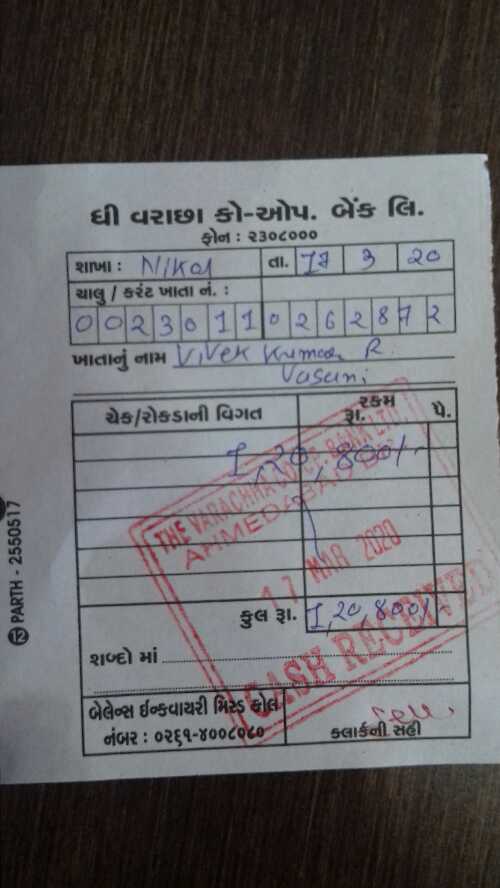 ધી વરાછા કો-ઓપ. બેંક લિ.
ફોન : ૨૩૦૮૦૦૦
શાખા : Nikol તા. 17 3 20
ચાલુ / કરંટ ખાતા નં. :
0 0 2 3 0 1 1 0 2 6 2 8 7 2
ખાતાનું નામ Vivek Kumar R.
Vasani
ચેક/રોકડાની વિગત રકમ રૂા. પૈ.
1,20,800/-
THE VARACHHA CO-OP. BANK LTD.
AHMEDABAD
17 MAR 2020
CASH RECEIVED
કુલ રૂા. 1,20,800/-
શબ્દો માં
બેલેન્સ ઈન્કવાયરી મિસ્ડ કોલ
નંબર : ૦૨૬૧-૪૦૦૮૦૮૦ કલાર્કની સહી
PARTH - 2550517